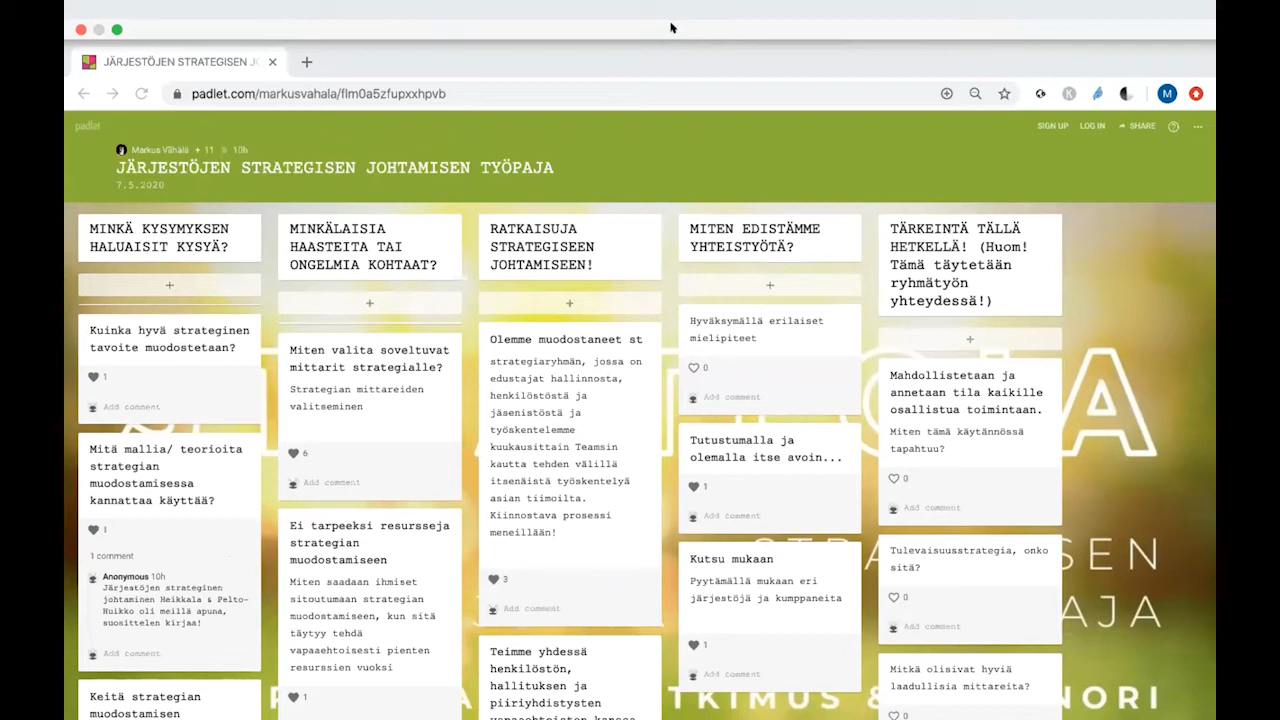 JÄRJESTÖJEN STRATEGISEN JO
padlet.com/markusvahala/flm0a5zfupxxhpvb
M
padlet
SIGN UP
LOG IN
SHARE
Markus Vähälä + 11
10h
JÄRJESTÖJEN STRATEGISEN JOHTAMISEN TYÖPAJA
7.5.2020
MINKÄ KYSYMYKSEN
HALUAISIT KYSYÄ?
Kuinka hyvä strateginen
tavoite muodostetaan?
1
Add comment
Mitä mallia/ teorioita
strategian
muodostamisessa
kannattaa käyttää?
1
1 comment
Anonymous 10h
Järjestöjen strateginen
johtaminen Heikkala & Pelto-
Huikko oli meillä apuna,
suosittelen kirjaa!
Add comment
Keitä strategian
muodostamisen
MINKÄLAISIA
HAASTEITA TAI
ONGELMIA KOHTAAT?
Miten valita soveltuvat
mittarit strategialle?
Strategian mittareiden
valitseminen
6
Add comment
Ei tarpeeksi resursseja
strategian
muodostamiseen
Miten saadaan ihmiset
sitoutumaan strategian
muodostamiseen, kun sitä
täytyy tehdä
vapaaehtoisesti pienten
resurssien vuoksi
1
RATKAISUJA
STRATEGISEEN
JOHTAMISEEN!
Olemme muodostaneet st
strategiaryhmän, jossa on
edustajat hallinnosta,
henkilöstöstä ja
jäsenistöstä ja
työskentelemme
kuukausittain Teamsin
kautta tehden välillä
itsenäistä työskentelyä
asian tiimoilta.
Kiinnostava prosessi
meneillään!
3
Add comment
Teimme yhdessä
henkilöstön,
hallituksen ja
piiriyhdistysten
vapaaehtoisten kanssa
MITEN EDISTÄMME
YHTEISTYÖTÄ?
Hyväksymällä erilaiset
mielipiteet
0
Add comment
Tutustumalla ja
olemalla itse avoin...
1
Add comment
Kutsu mukaan
Pyytämällä mukaan eri
järjestöjä ja kumppaneita
1
Add comment
TÄRKEINTÄ TÄLLÄ
HETKELLÄ! (Huom!
Tämä täytetään
ryhmätyön
yhteydessä!)
Mahdollistetaan ja
annetaan tila kaikille
osallistua toimintaan.
Miten tämä käytännössä
tapahtuu?
0
Add comment
Tulevaisuusstrategia, onko
sitä?
0
Add comment
Mitkä olisivat hyviä
laadullisia mittareita?
0